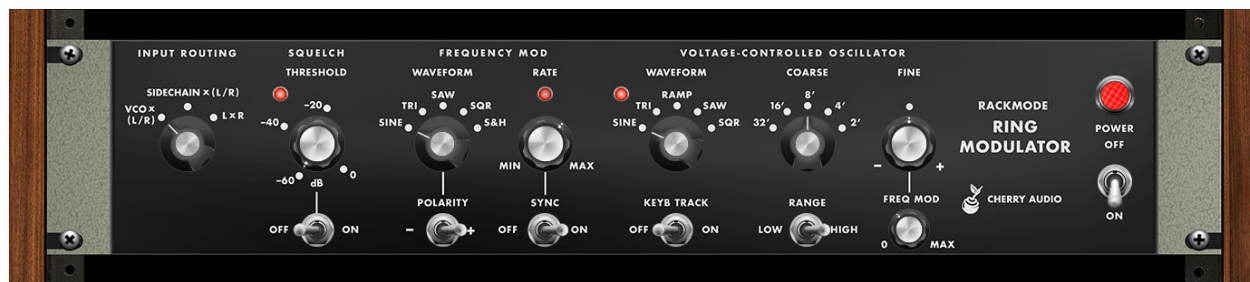 INPUT ROUTING
SIDECHAIN × (L/R)
VCO ×
(L/R)
L × R
SQUELCH
THRESHOLD
-20
-40
-60
dB
0
OFF
ON
FREQUENCY MOD
WAVEFORM
SAW
TRI
SQR
SINE
S&H
RATE
MIN
MAX
POLARITY
-
+
SYNC
OFF
ON
VOLTAGE-CONTROLLED OSCILLATOR
WAVEFORM
RAMP
TRI
SAW
SINE
SQR
KEYB TRACK
OFF
ON
COARSE
8′
16′
4′
32′
2′
RANGE
LOW
HIGH
FINE
-
+
FREQ MOD
0
MAX
RACKMODE
RING
MODULATOR
CHERRY AUDIO
POWER
OFF
ON